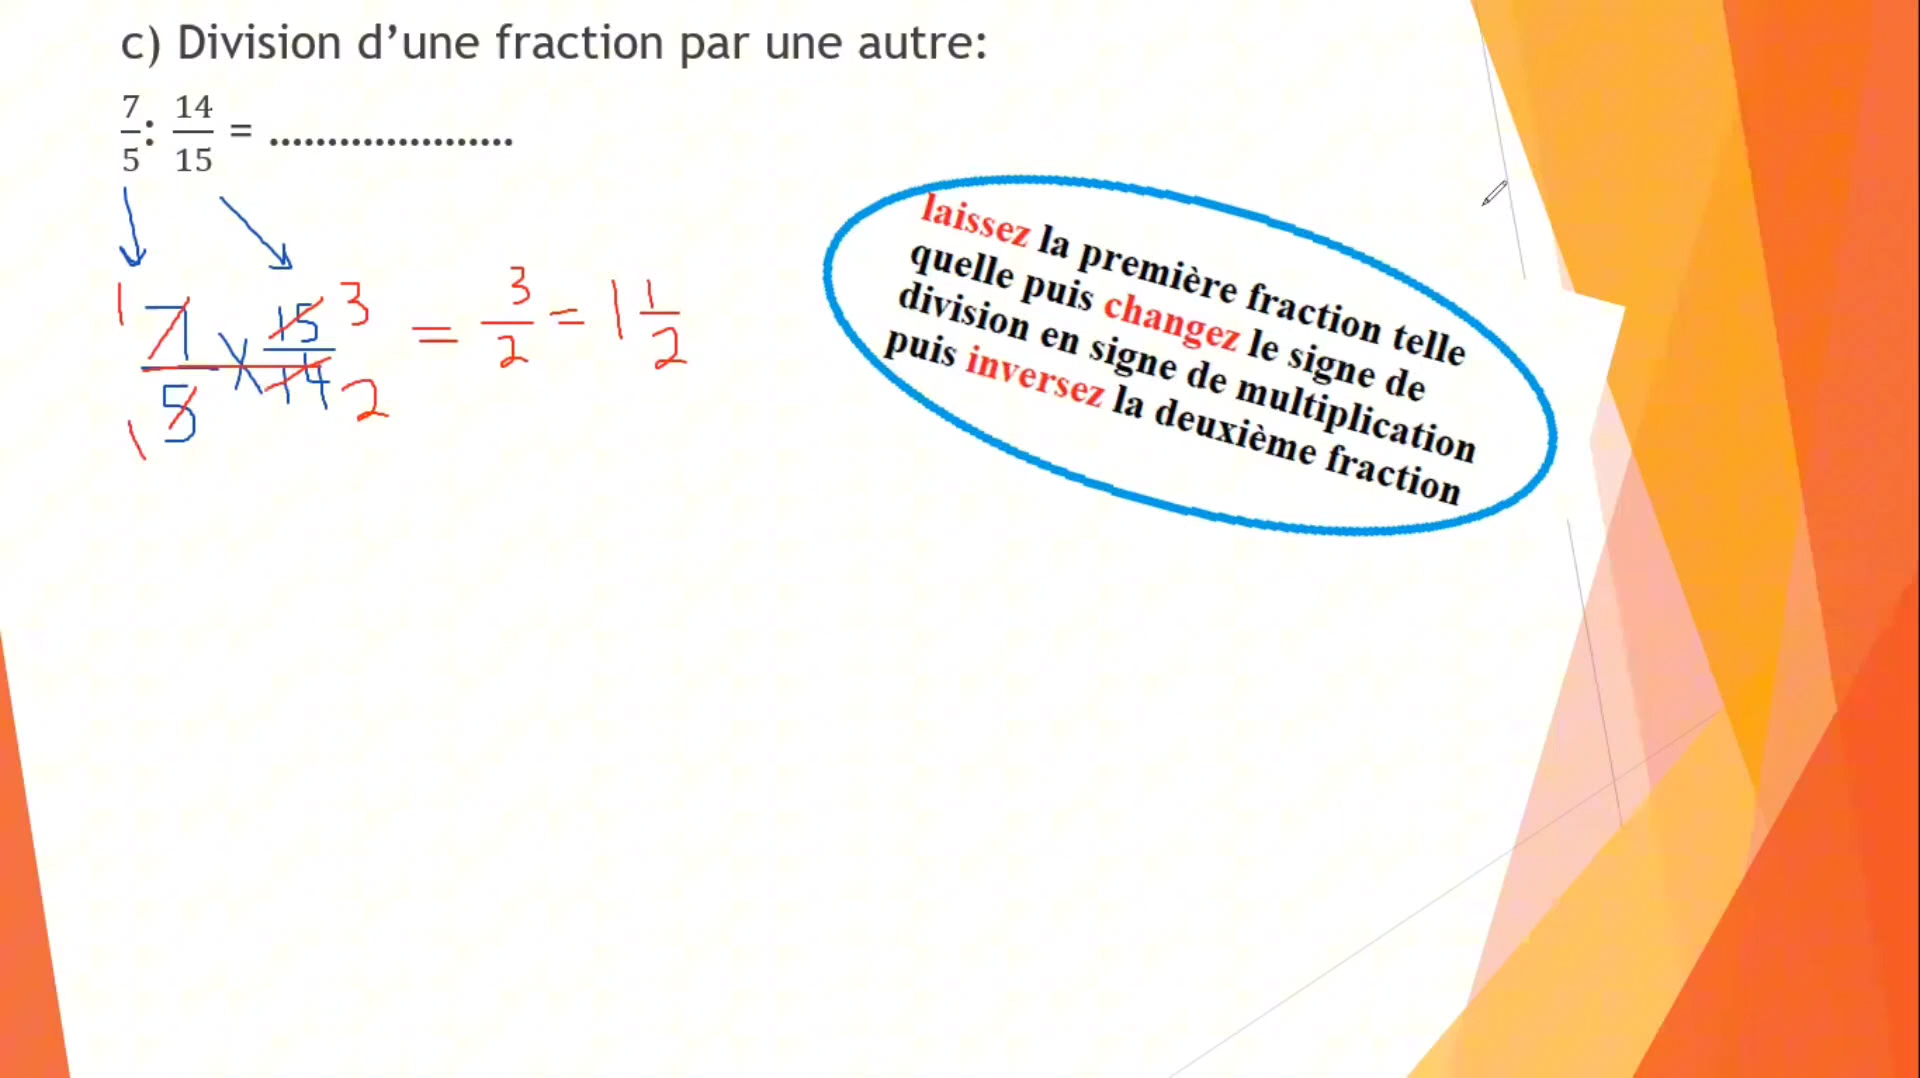 c) Division d’une fraction par une autre:
7/5 : 14/15 = .....................
laissez la première fraction telle
quelle puis changez le signe de
division en signe de multiplication
puis inversez la deuxième fraction
1 7/5 1 × 15/14 3 2 = 3/2 = 1 1/2